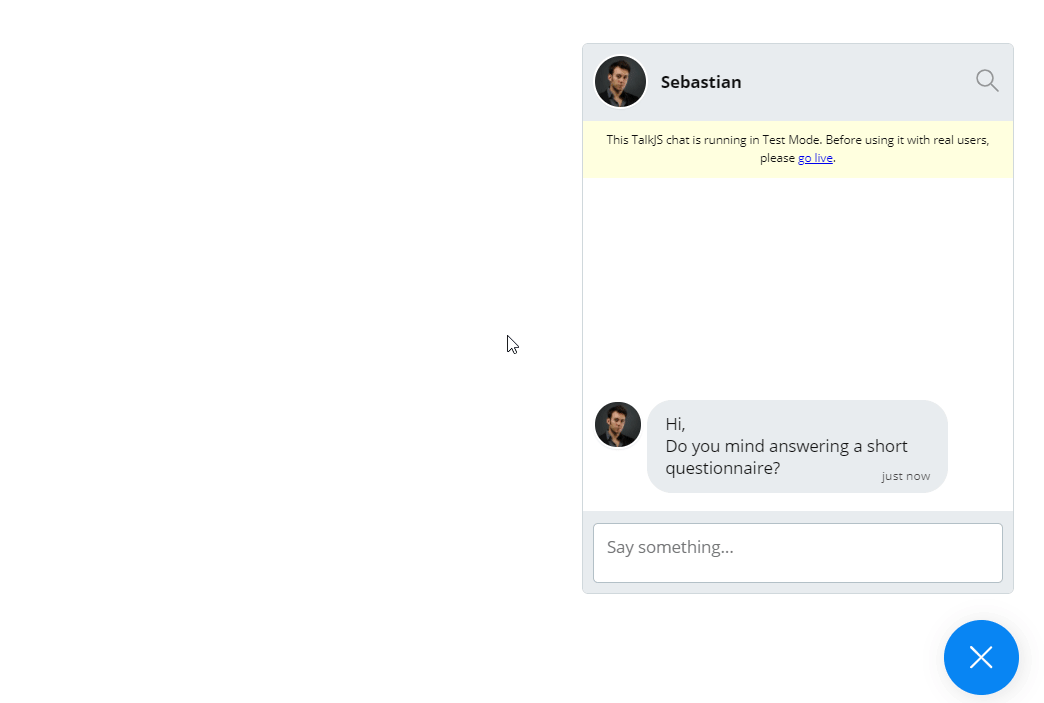 Sebastian
This TalkJS chat is running in Test Mode. Before using it with real users,
please go live.
Hi,
Do you mind answering a short
questionnaire?
just now
Say something...